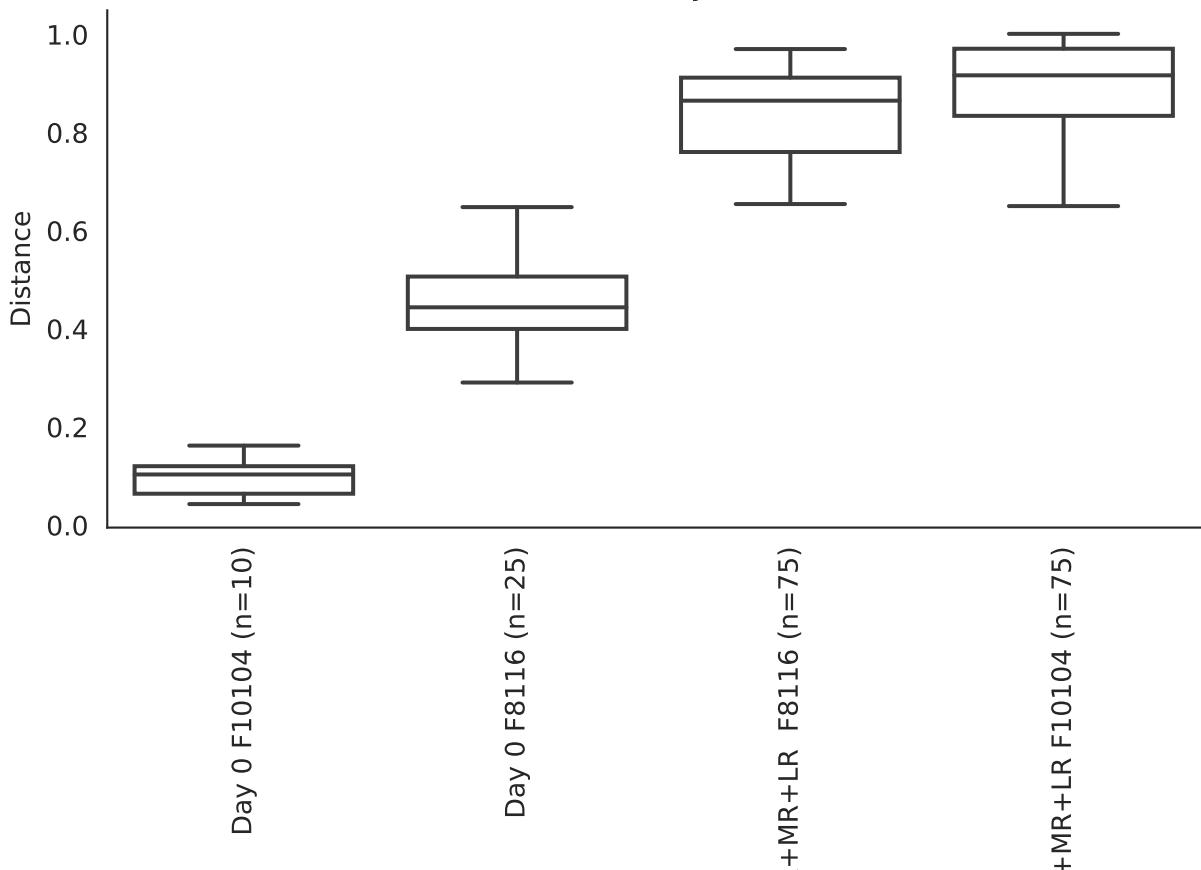 1.0
0.8
0.6
0.4
0.2
0.0
Distance
Day 0 F10104 (n=10)
Day 0 F8116 (n=25)
+MR+LR  F8116 (n=75)
+MR+LR F10104 (n=75)